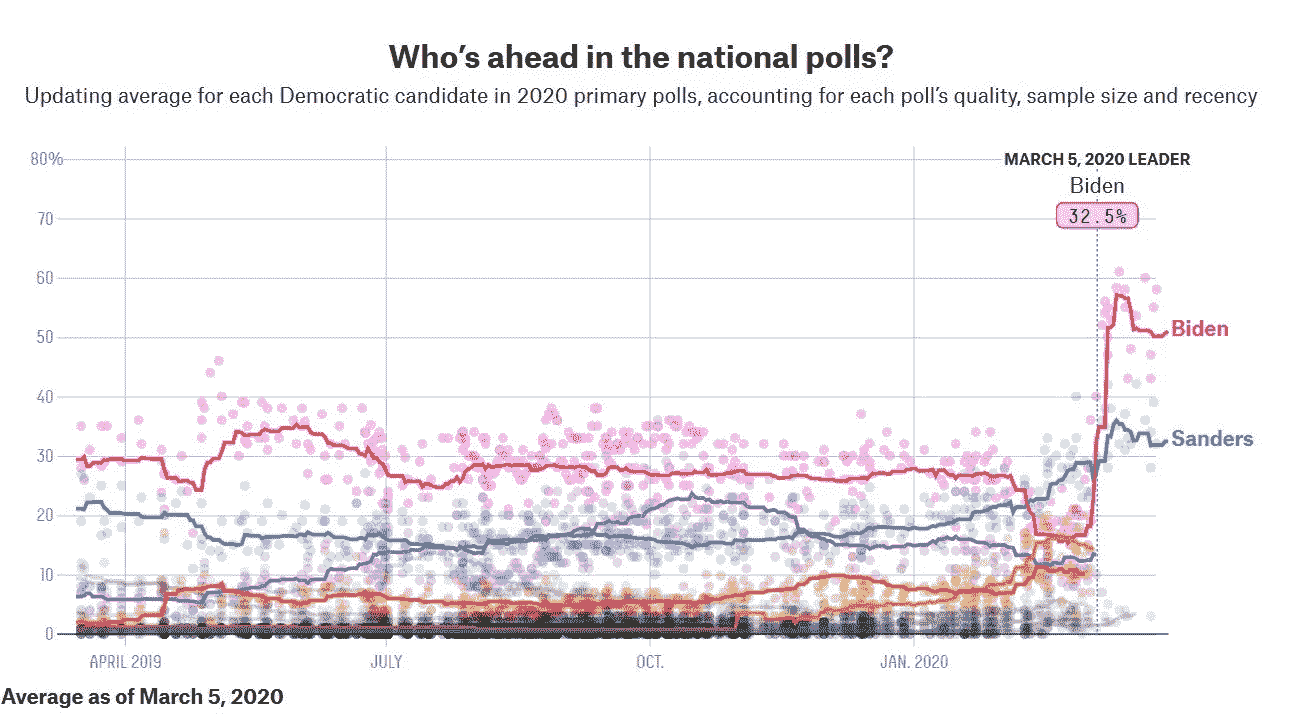 Who's ahead in the national polls?
Updating average for each Democratic candidate in 2020 primary polls, accounting for each poll's quality, sample size and recency
80%
MARCH 5, 2020 LEADER
Biden
32.5%
70
60
50
Biden
40
Sanders
30
20
10
0
APRIL 2019 JULY OCT. JAN. 2020
Average as of March 5, 2020